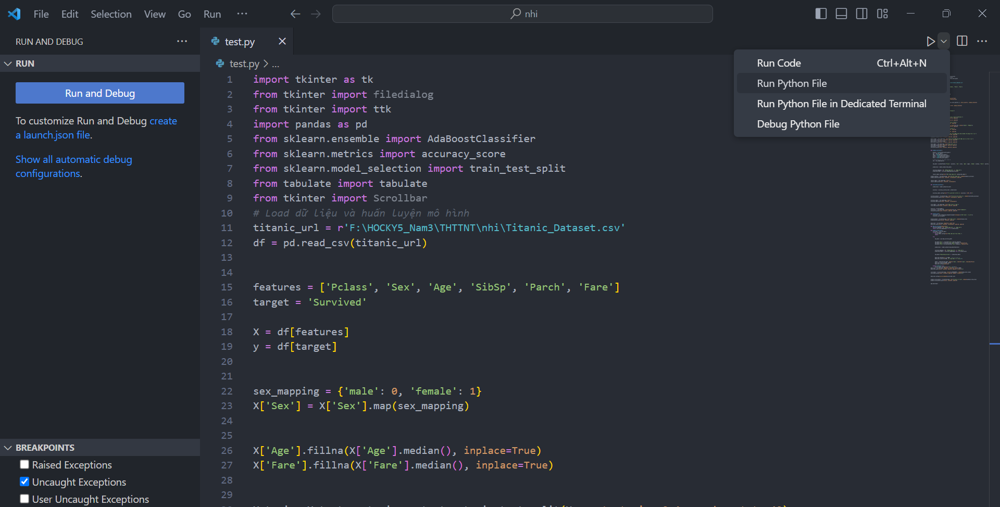 File Edit Selection View Go Run ···
nhi
RUN AND DEBUG ···
RUN
Run and Debug
To customize Run and Debug create
a launch.json file.
Show all automatic debug
configurations.
BREAKPOINTS
Raised Exceptions
Uncaught Exceptions
User Uncaught Exceptions
test.py
test.py > ...
Run Code Ctrl+Alt+N
Run Python File
Run Python File in Dedicated Terminal
Debug Python File
1 import tkinter as tk
2 from tkinter import filedialog
3 from tkinter import ttk
4 import pandas as pd
5 from sklearn.ensemble import AdaBoostClassifier
6 from sklearn.metrics import accuracy_score
7 from sklearn.model_selection import train_test_split
8 from tabulate import tabulate
9 from tkinter import Scrollbar
10 # Load dữ liệu và huấn luyện mô hình
11 titanic_url = r'F:\HOCKY5_Nam3\THTTNT\nhi\Titanic_Dataset.csv'
12 df = pd.read_csv(titanic_url)
13
14
15 features = ['Pclass', 'Sex', 'Age', 'SibSp', 'Parch', 'Fare']
16 target = 'Survived'
17
18 X = df[features]
19 y = df[target]
20
21
22 sex_mapping = {'male': 0, 'female': 1}
23 X['Sex'] = X['Sex'].map(sex_mapping)
24
25
26 X['Age'].fillna(X['Age'].median(), inplace=True)
27 X['Fare'].fillna(X['Fare'].median(), inplace=True)
28
29